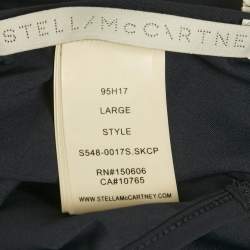 STELLA McCARTNEY
95H17
LARGE
STYLE
S548-0017S.SKCP
RN#150606
CA#10765
WWW.STELLAMCCARTNEY.COM